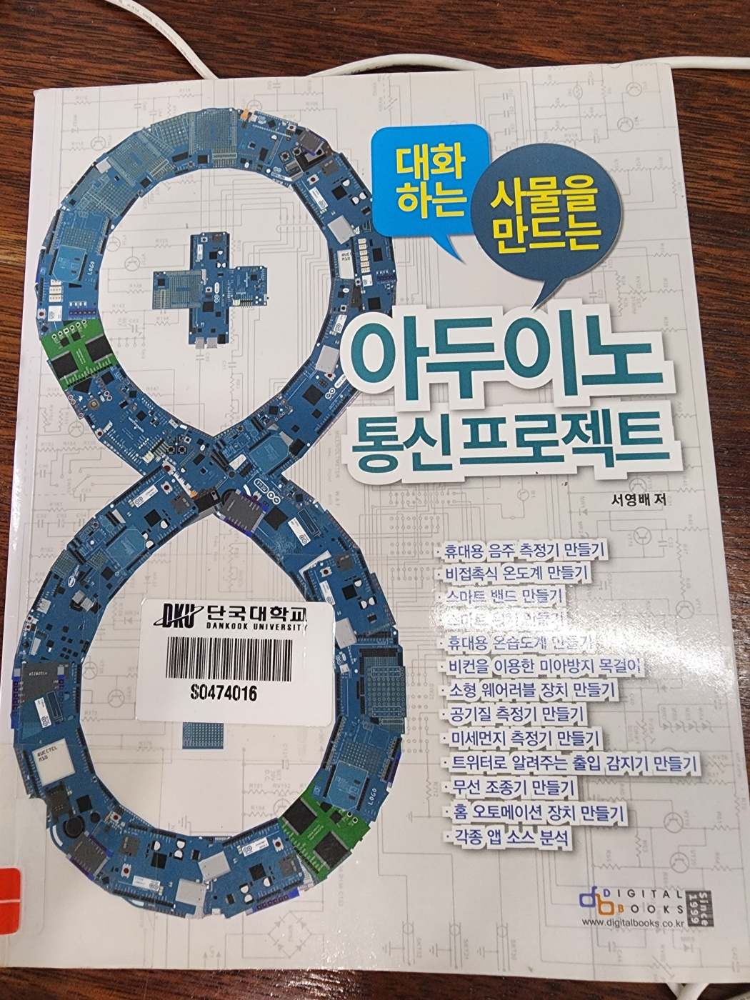 대화
하는
사물을
만드는
아두이노
통신프로젝트
서영배 저
· 휴대용 음주 측정기 만들기
· 비접촉식 온도계 만들기
· 스마트 밴드 만들기
만들기
· 휴대용 온습도계 만들기
· 비컨을 이용한 미아방지 목걸이
· 소형 웨어러블 장치 만들기
· 공기질 측정기 만들기
· 미세먼지 측정기 만들기
· 트위터로 알려주는 출입 감지기 만들기
· 무선 조종기 만들기
· 홈 오토메이션 장치 만들기
· 각종 앱 소스 분석
DKU 단국대학교
DANKOOK UNIVERSITY
S0474016
db DIGITAL
BOOKS
Since 1999
www.digitalbooks.co.kr